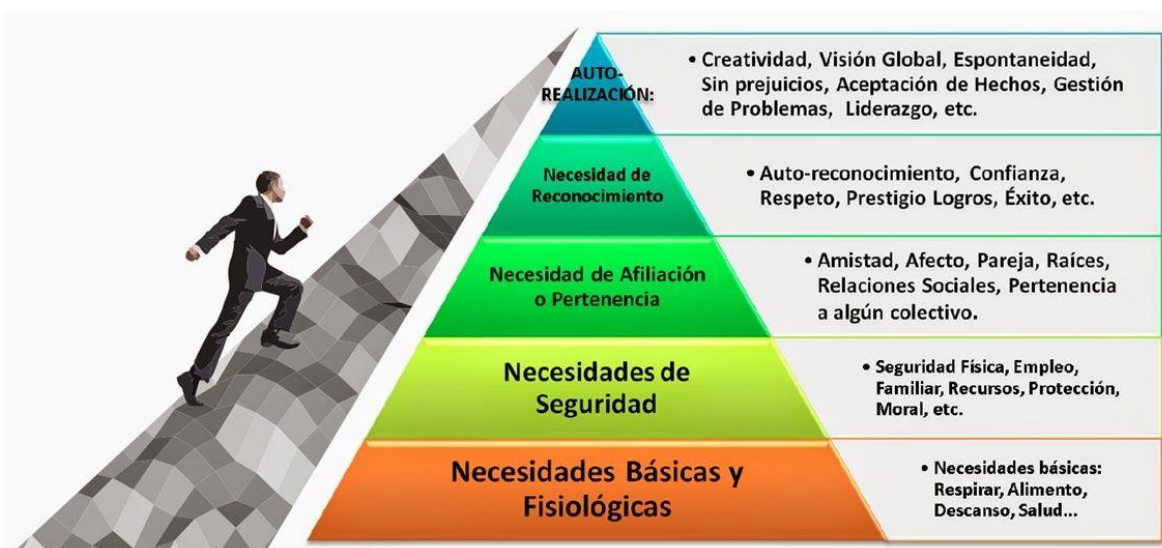 AUTO-
REALIZACIÓN:
• Creatividad, Visión Global, Espontaneidad,
Sin prejuicios, Aceptación de Hechos, Gestión
de Problemas, Liderazgo, etc.
Necesidad de
Reconocimiento
• Auto-reconocimiento, Confianza,
Respeto, Prestigio Logros, Éxito, etc.
Necesidad de Afiliación
o Pertenencia
• Amistad, Afecto, Pareja, Raíces,
Relaciones Sociales, Pertenencia
a algún colectivo.
Necesidades de
Seguridad
• Seguridad Física, Empleo,
Familiar, Recursos, Protección,
Moral, etc.
Necesidades Básicas y
Fisiológicas
• Necesidades básicas:
Respirar, Alimento,
Descanso, Salud...